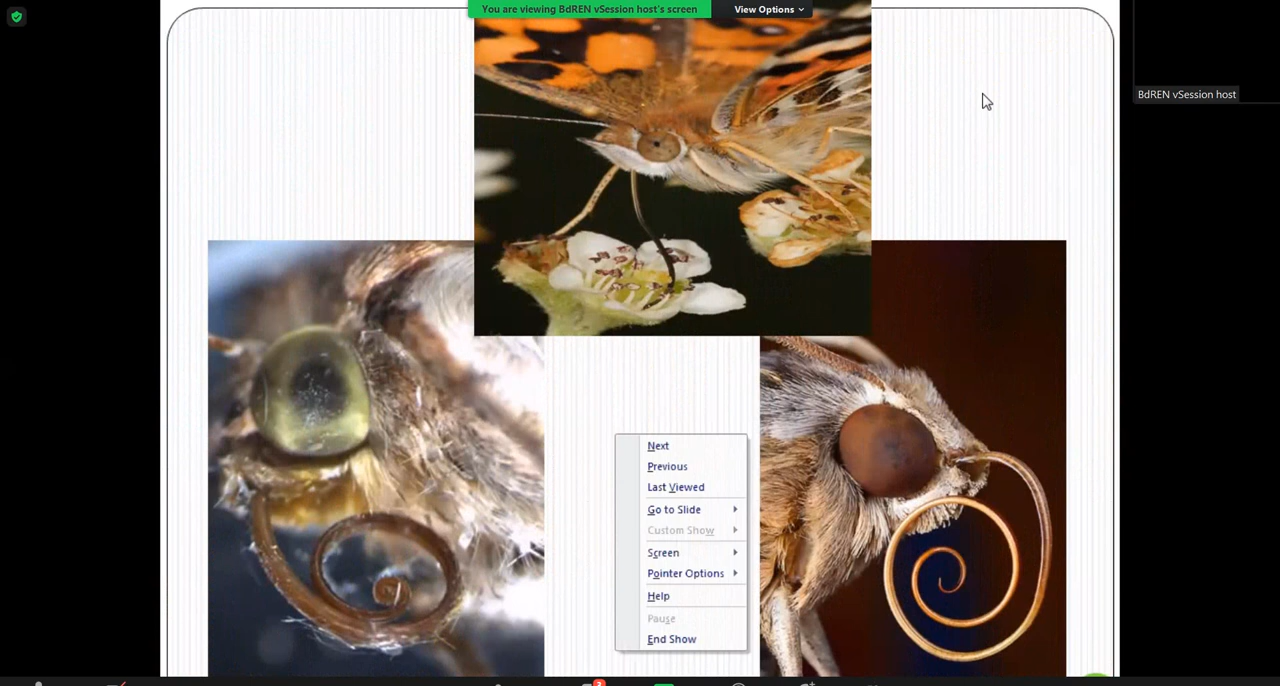 You are viewing BdREN vSession host's screen
View Options
BdREN vSession host
Next
Previous
Last Viewed
Go to Slide
Custom Show
Screen
Pointer Options
Help
Pause
End Show